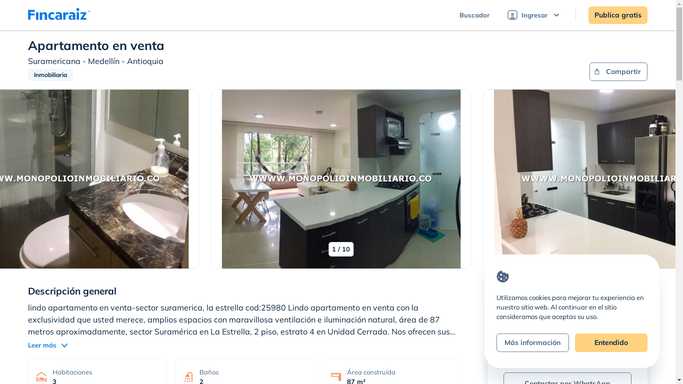 Fincaraiz
Buscador
Ingresar
Publica gratis
Apartamento en venta
Suramericana - Medellín - Antioquia
Inmobiliaria
Compartir
WWW.MONOPOLIOINMOBILIARIO.CO
WWWW.MONOPOLIOINMOBILIARIO.CO
WWWW.MONOPOLIOINMOBILIAR
1 / 10
Descripción general
lindo apartamento en venta-sector suramerica, la estrella cod:25980 Lindo apartamento en venta con la
exclusividad que usted merece, amplios espacios con maravillosa ventilación e iluminación natural, área de 87
metros aproximadamente, sector Suramérica en La Estrella, 2 piso, estrato 4 en Unidad Cerrada. Nos ofrecen sus...
Leer más
Habitaciones
3
Baños
2
Área construida
87 m²
Utilizamos cookies para mejorar tu experiencia en
nuestro sitio web. Al continuar en el sitio
consideramos que aceptas su uso.
Más información
Entendido
Contactar por WhatsApp